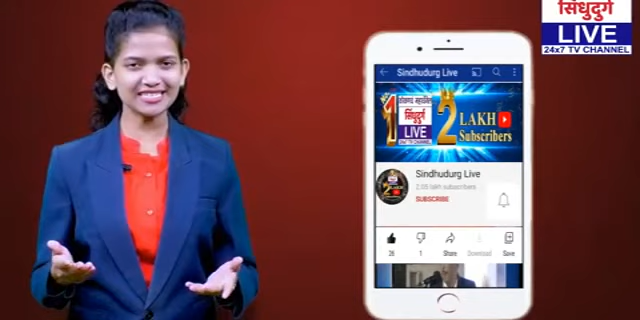 सिंधुदुर्ग
LIVE
24x7 TV CHANNEL
Sindhudurg Live
1
सिंधुदुर्ग
LIVE
2
LAKH
Subscribers
Sindhudurg Live
2.05 lakh subscribers
SUBSCRIBE
26
1
Share
Download
Save